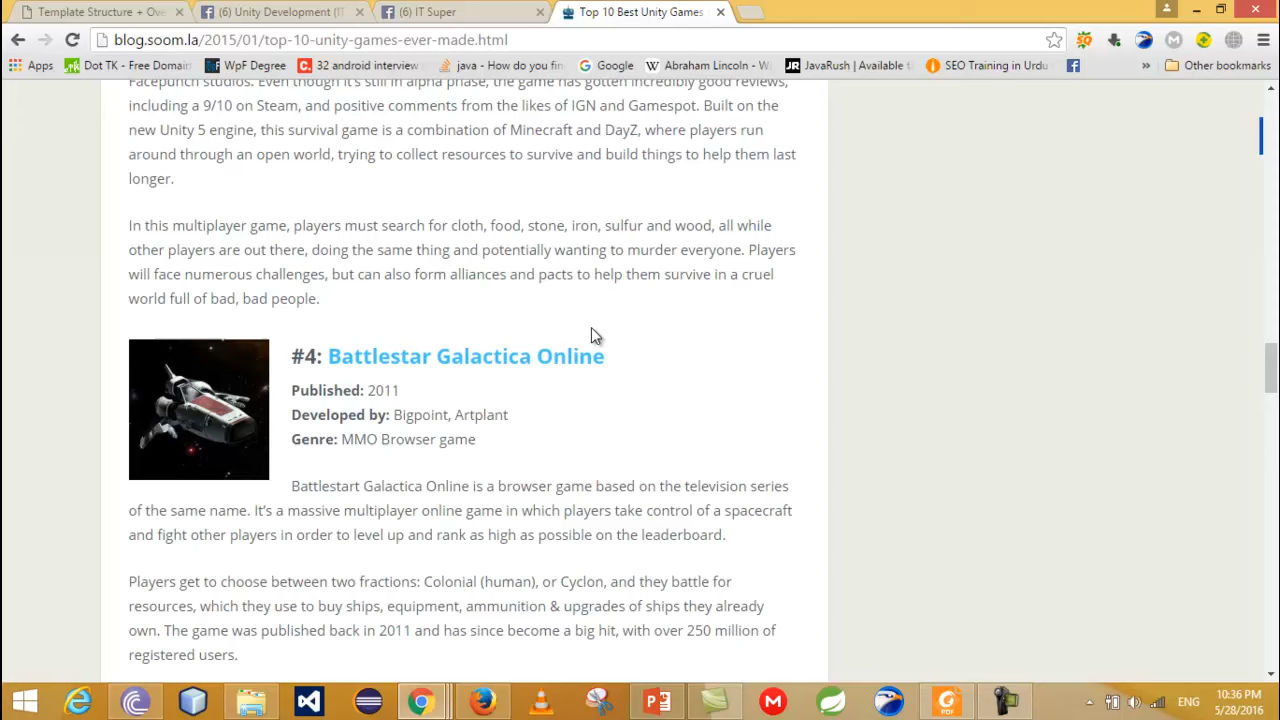 Template Structure + Ove
(6) Unity Development (IT
(6) IT Super
Top 10 Best Unity Games
blog.soom.la/2015/01/top-10-unity-games-ever-made.html
Apps
Dot TK - Free Domain
WpF Degree
32 android interview
java - How do you fin
Google
Abraham Lincoln - W
JavaRush | Available
SEO Training in Urdu
Other bookmarks
Facepunch studios. Even though it's still in alpha phase, the game has gotten incredibly good reviews,
including a 9/10 on Steam, and positive comments from the likes of IGN and Gamespot. Built on the
new Unity 5 engine, this survival game is a combination of Minecraft and DayZ, where players run
around through an open world, trying to collect resources to survive and build things to help them last
longer.
In this multiplayer game, players must search for cloth, food, stone, iron, sulfur and wood, all while
other players are out there, doing the same thing and potentially wanting to murder everyone. Players
will face numerous challenges, but can also form alliances and pacts to help them survive in a cruel
world full of bad, bad people.
#4: Battlestar Galactica Online
Published: 2011
Developed by: Bigpoint, Artplant
Genre: MMO Browser game
Battlestart Galactica Online is a browser game based on the television series
of the same name. It's a massive multiplayer online game in which players take control of a spacecraft
and fight other players in order to level up and rank as high as possible on the leaderboard.
Players get to choose between two fractions: Colonial (human), or Cyclon, and they battle for
resources, which they use to buy ships, equipment, ammunition & upgrades of ships they already
own. The game was published back in 2011 and has since become a big hit, with over 250 million of
registered users.
ENG
10:36 PM
5/28/2016